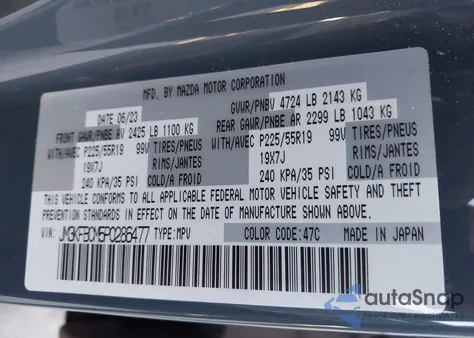 MFD. BY MAZDA MOTOR CORPORATION
DATE 06/23 GVWR/PNBV 4724 LB 2143 KG
FRONT GAWR/PNBE AV 2425 LB 1100 KG REAR GAWR/PNBE AR 2299 LB 1043 KG
WITH/AVEC P225/55R19 99V TIRES/PNEUS WITH/AVEC P225/55R19 99V TIRES/PNEUS
19X7J RIMS/JANTES 19X7J RIMS/JANTES
240 KPA/35 PSI COLD/A FROID 240 KPA/35 PSI COLD/A FROID
THIS VEHICLE CONFORMS TO ALL APPLICABLE FEDERAL MOTOR VEHICLE SAFETY AND THEFT
PREVENTION STANDARDS IN EFFECT ON THE DATE OF MANUFACTURE SHOWN ABOVE.
VIN: JM3KFBCM5P0286477 TYPE: MPV COLOR CODE: 47C MADE IN JAPAN
autoSnap